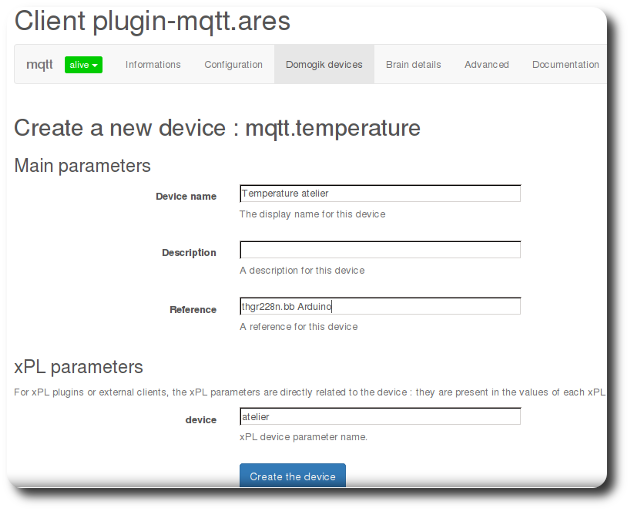 Client plugin-mqtt.ares
mqtt alive Informations Configuration Domogik devices Brain details Advanced Documentation
Create a new device : mqtt.temperature
Main parameters
Device name Temperature atelier
The display name for this device
Description
A description for this device
Reference thgr228n.bb Arduino
A reference for this device
xPL parameters
For xPL plugins or external clients, the xPL parameters are directly related to the device : they are present in the values of each xPL
device atelier
xPL device parameter name.
Create the device